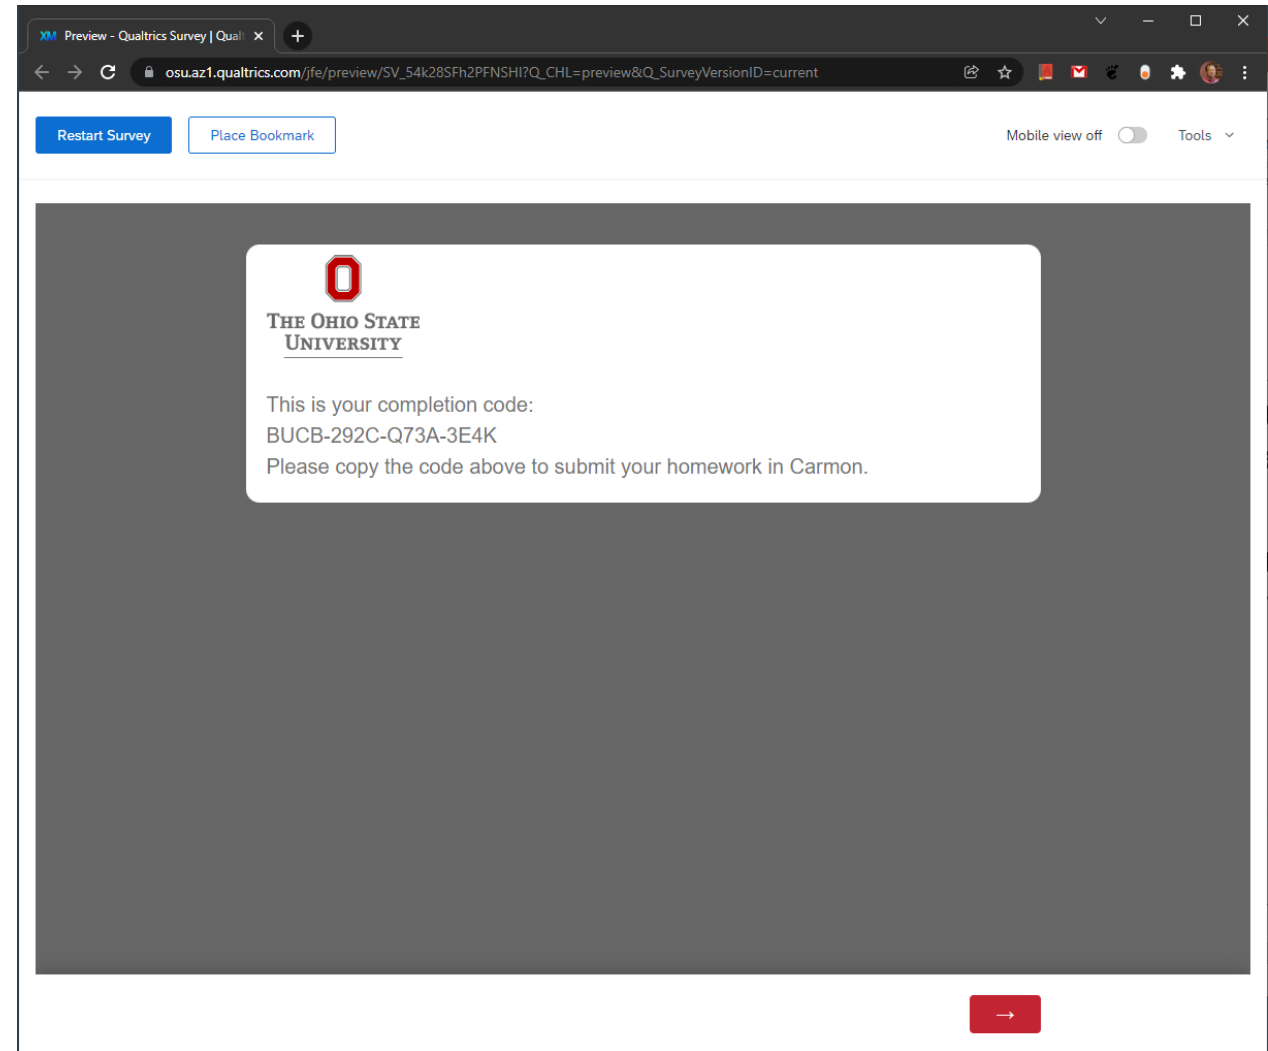 XM Preview - Qualtrics Survey | Qualt
osu.az1.qualtrics.com/jfe/preview/SV_54k28SFh2PFNSHI?Q_CHL=preview&Q_SurveyVersionID=current
Restart Survey
Place Bookmark
Mobile view off
Tools
THE OHIO STATE
UNIVERSITY
This is your completion code:
BUCB-292C-Q73A-3E4K
Please copy the code above to submit your homework in Carmon.